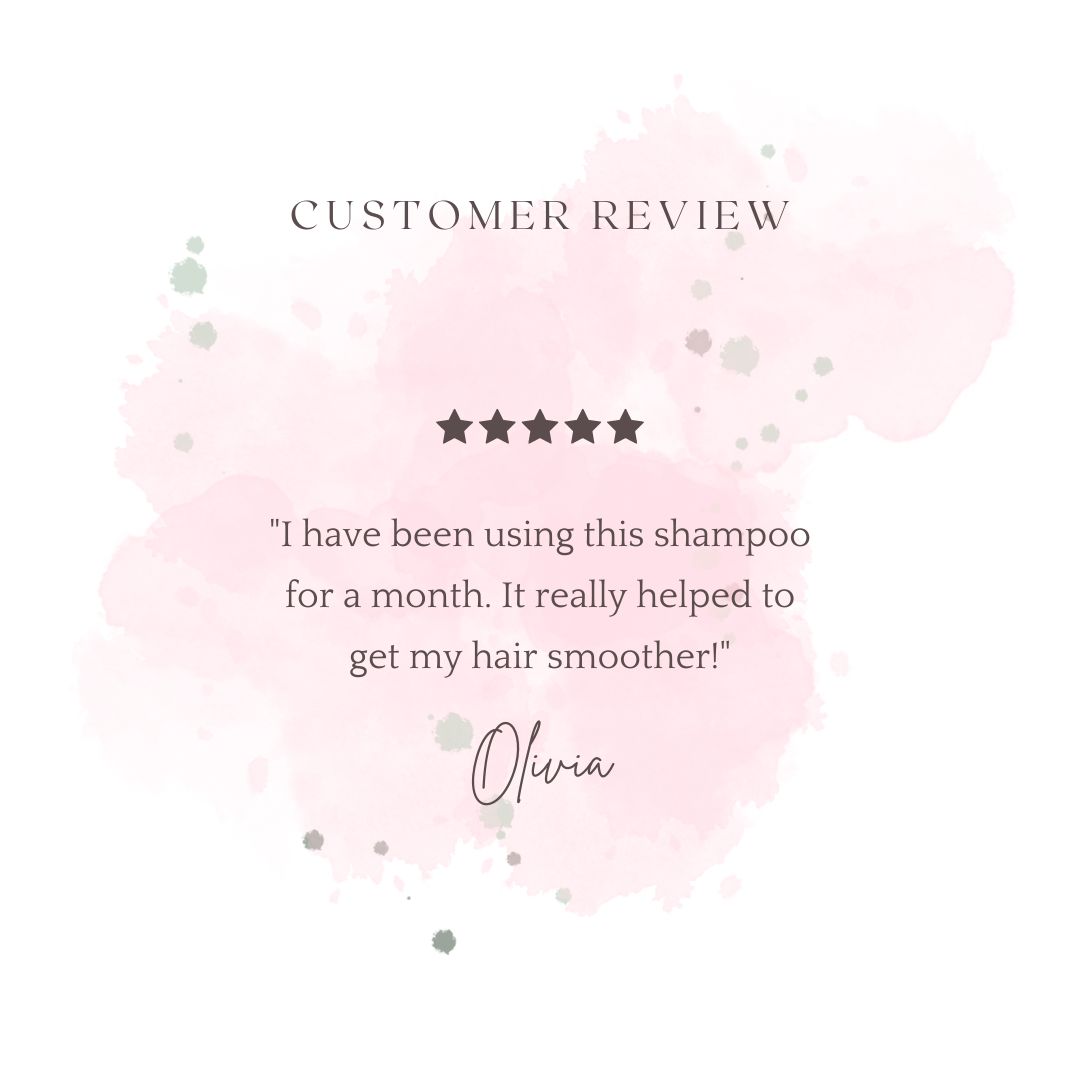 CUSTOMER REVIEW
"I have been using this shampoo
for a month. It really helped to
get my hair smoother!"
Olivia